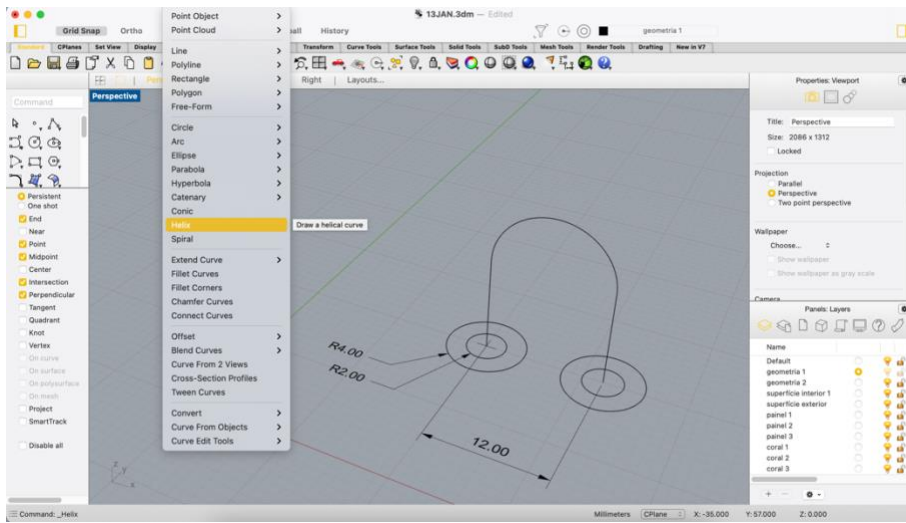 13JAN.3dm — Edited
Grid Snap Ortho History geometria 1
Standard CPlanes Set View Display Transform Curve Tools Surface Tools Solid Tools SubD Tools Mesh Tools Render Tools Drafting New in V7
Right | Layouts...
Command
Perspective
Persistent
One shot
End
Near
Point
Midpoint
Center
Intersection
Perpendicular
Tangent
Quadrant
Knot
Vertex
On curve
On surface
On polysurface
On mesh
Project
SmartTrack
Disable all
Point Object
Point Cloud
Line
Polyline
Rectangle
Polygon
Free-Form
Circle
Arc
Ellipse
Parabola
Hyperbola
Catenary
Conic
Helix
Spiral
Extend Curve
Fillet Curves
Fillet Corners
Chamfer Curves
Connect Curves
Offset
Blend Curves
Curve From 2 Views
Cross-Section Profiles
Tween Curves
Convert
Curve From Objects
Curve Edit Tools
Draw a helical curve
R4.00
R2.00
12.00
z y
x
Properties: Viewport
Title: Perspective
Size: 2086 x 1312
Locked
Projection
Parallel
Perspective
Two point perspective
Wallpaper
Choose...
Show wallpaper
Show wallpaper as gray scale
Camera
Panels: Layers
Name
Default
geometria 1
geometria 2
superfície interior 1
superfície exterior
painel 1
painel 2
painel 3
coral 1
coral 2
coral 3
Command: _Helix
Millimeters CPlane X: -35.000 Y: 57.000 Z: 0.000